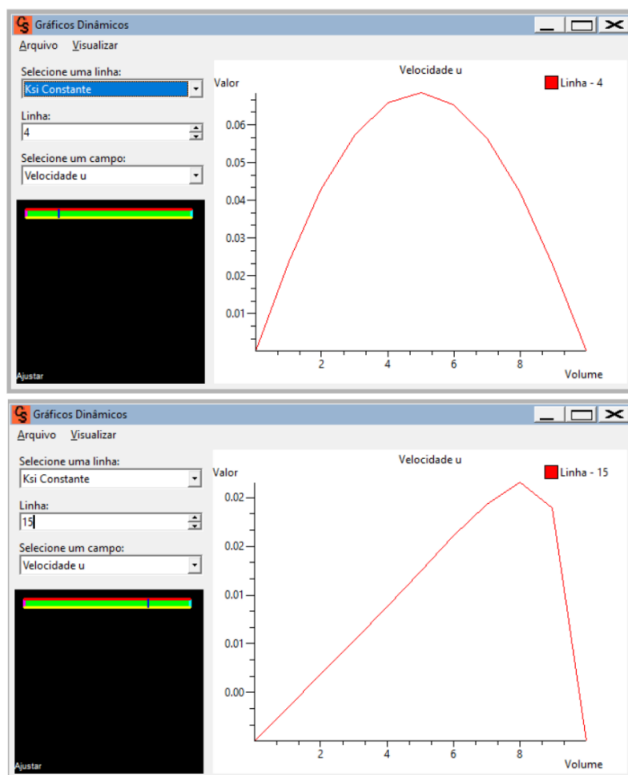 CS Gráficos Dinâmicos
Arquivo Visualizar
Selecione uma linha:
Ksi Constante
Linha:
4
Selecione um campo:
Velocidade u
Ajustar
Velocidade u
Valor
Linha - 4
0.06
0.05
0.04
0.03
0.02
0.01
2 4 6 8
Volume
CS Gráficos Dinâmicos
Arquivo Visualizar
Selecione uma linha:
Ksi Constante
Linha:
15
Selecione um campo:
Velocidade u
Ajustar
Velocidade u
Valor
Linha - 15
0.02
0.02
0.01
0.01
0.00
2 4 6 8
Volume